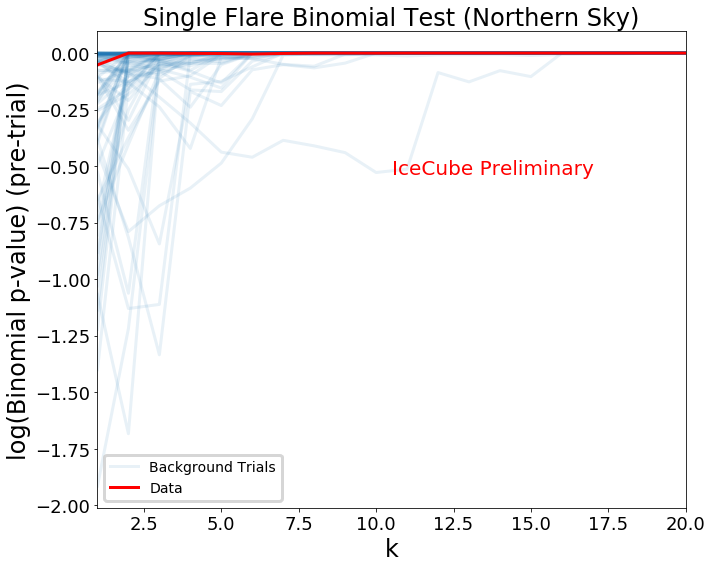 Single Flare Binomial Test (Northern Sky)
log(Binomial p-value) (pre-trial)
0.00
−0.25
−0.50
−0.75
−1.00
−1.25
−1.50
−1.75
−2.00
IceCube Preliminary
Background Trials
Data
2.5 5.0 7.5 10.0 12.5 15.0 17.5 20.0
k